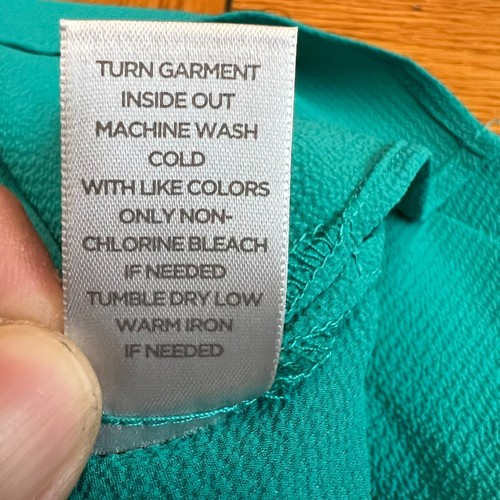 TURN GARMENT
INSIDE OUT
MACHINE WASH
COLD
WITH LIKE COLORS
ONLY NON-
CHLORINE BLEACH
IF NEEDED
TUMBLE DRY LOW
WARM IRON
IF NEEDED